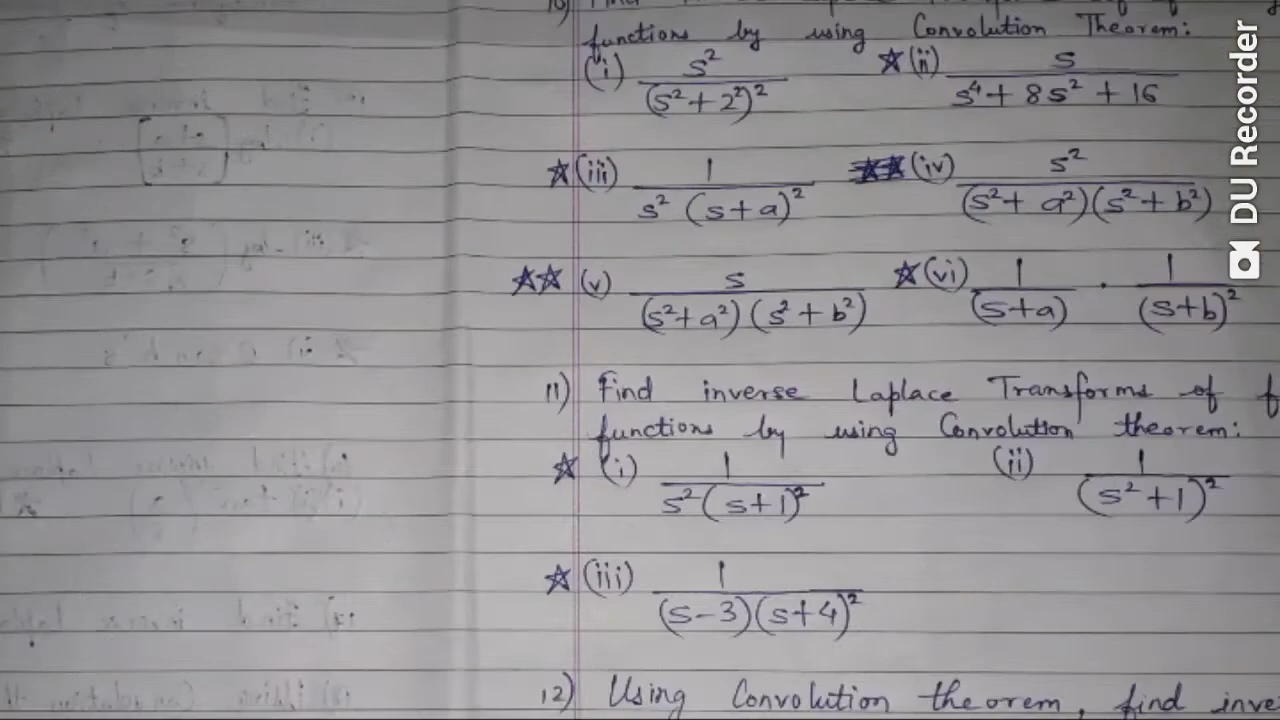 functions by using Convolution Theorem:
(i) s²/(s²+2²)² ☆(ii) s/(s⁴+8s²+16)
☆(iii) 1/(s²(s+a)²) (iv) s²/((s²+a²)(s²+b²))
☆☆(v) s/((s²+a²)(s²+b²)) ☆(vi) 1/(s+a) · 1/(s+b)²
11) Find inverse Laplace Transforms of f
functions by using Convolution theorem:
☆(i) 1/(s²(s+1)²) (ii) 1/(s²+1)²
☆(iii) 1/((s-3)(s+4)²)
12) Using Convolution theorem, find inve
DU Recorder